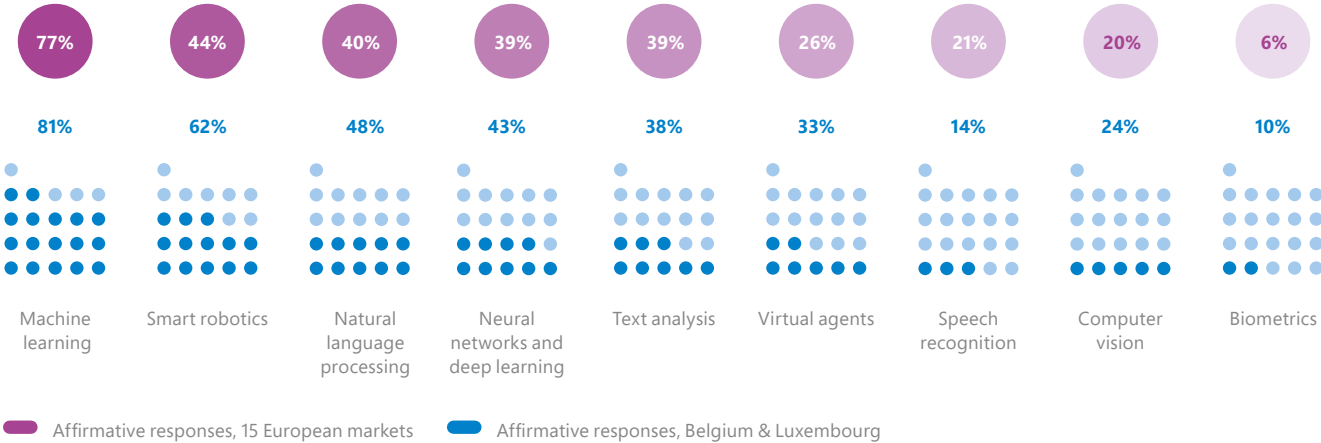 77% 44% 40% 39% 39% 26% 21% 20% 6%
81% 62% 48% 43% 38% 33% 14% 24% 10%
Machine
learning
Smart robotics
Natural
language
processing
Neural
networks and
deep learning
Text analysis
Virtual agents
Speech
recognition
Computer
vision
Biometrics
Affirmative responses, 15 European markets
Affirmative responses, Belgium & Luxembourg